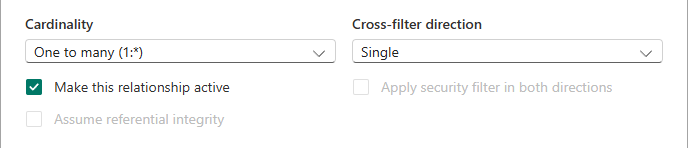 Cardinality
Cross-filter direction
One to many (1:*)
Single
Make this relationship active
Apply security filter in both directions
Assume referential integrity